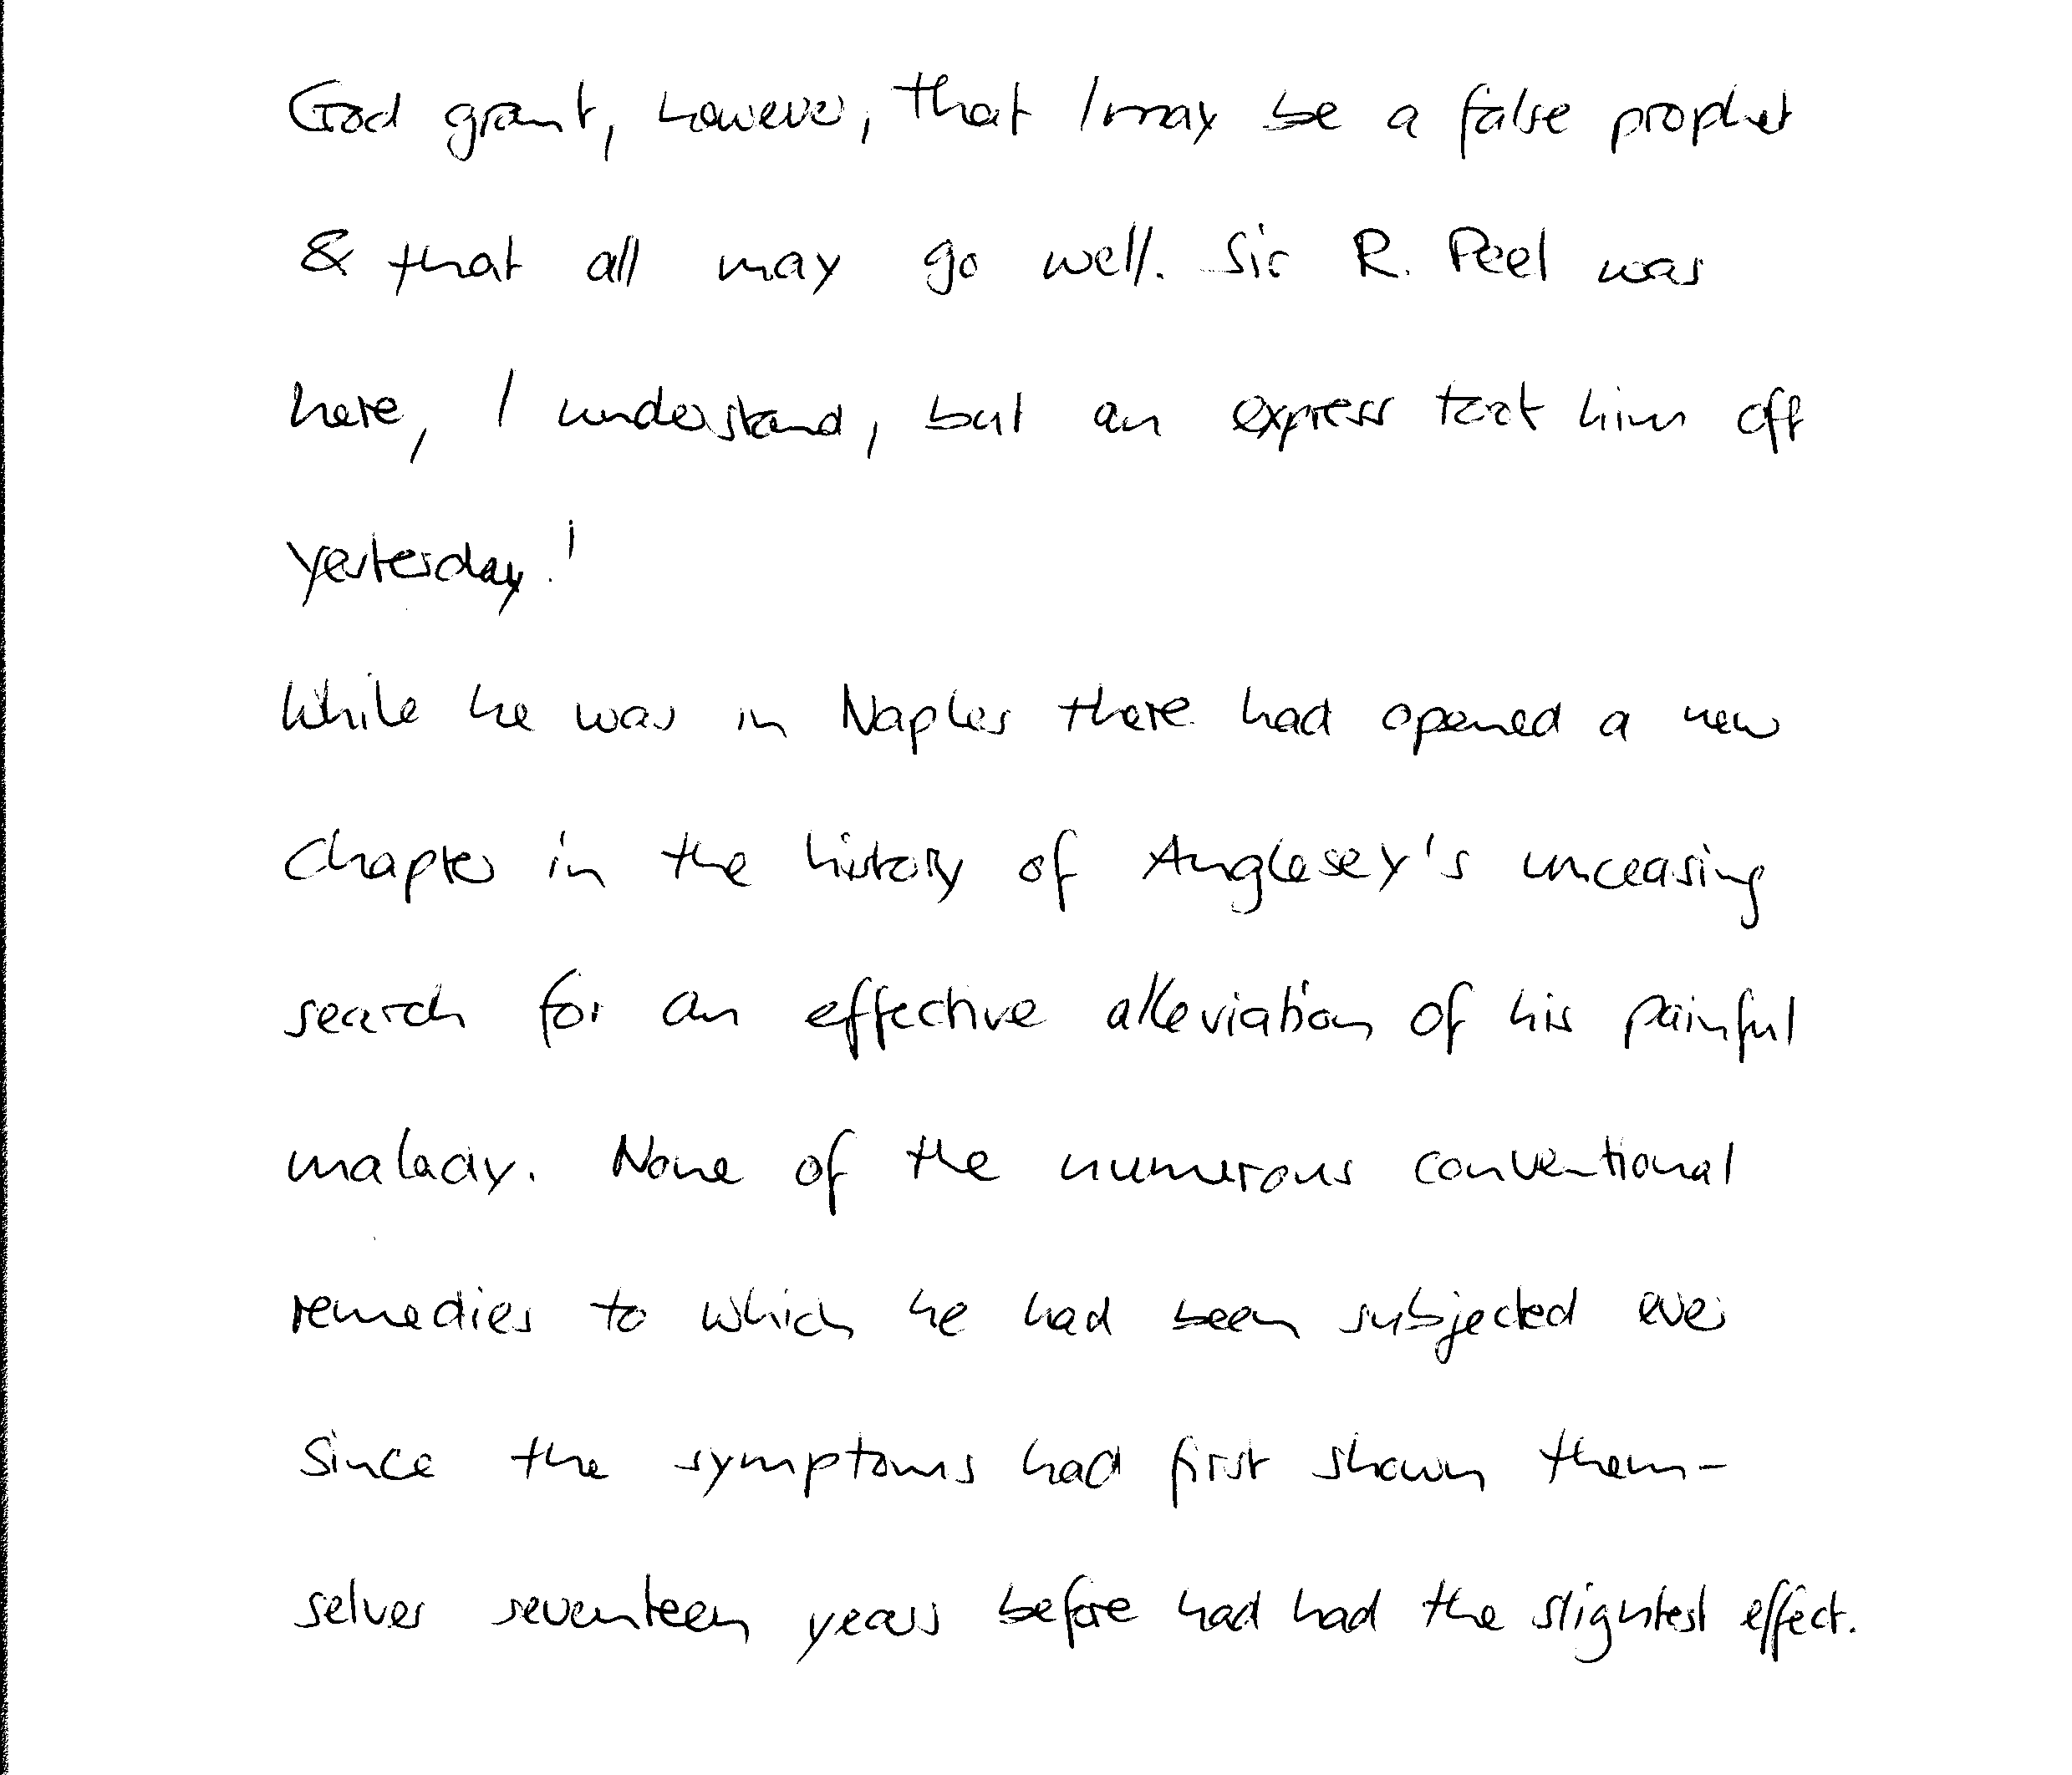 God grant, however, that I may be a false prophet
& that all may go well. Sir R. Peel was
here, I understand, but an express took him off
yesterday.'
While he was in Naples there had opened a new
chapter in the history of Anglesey's unceasing
search for an effective alleviation of his painful
malady. None of the numerous conventional
remedies to which he had been subjected ever
since the symptoms had first shown them-
selves seventeen years before had had the slightest effect.